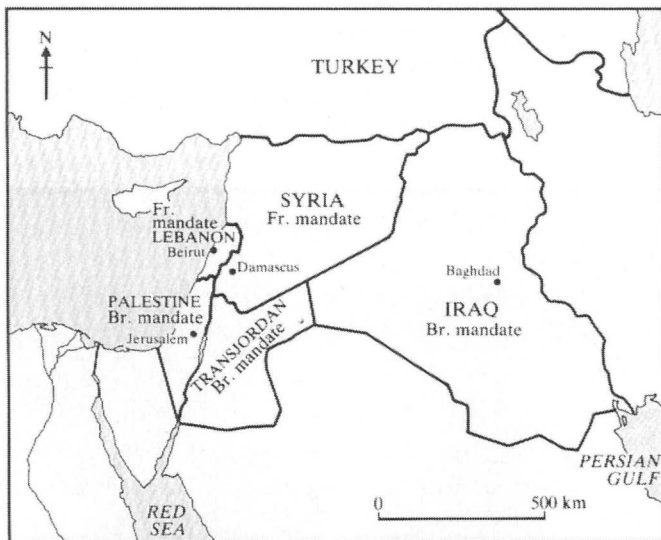 N
TURKEY
SYRIA
Fr. mandate
Fr.
mandate
LEBANON
Beirut
Damascus
Baghdad
PALESTINE
Br. mandate
Jerusalem
TRANSJORDAN
Br. mandate
IRAQ
Br. mandate
PERSIAN
GULF
RED
SEA
0 500 km